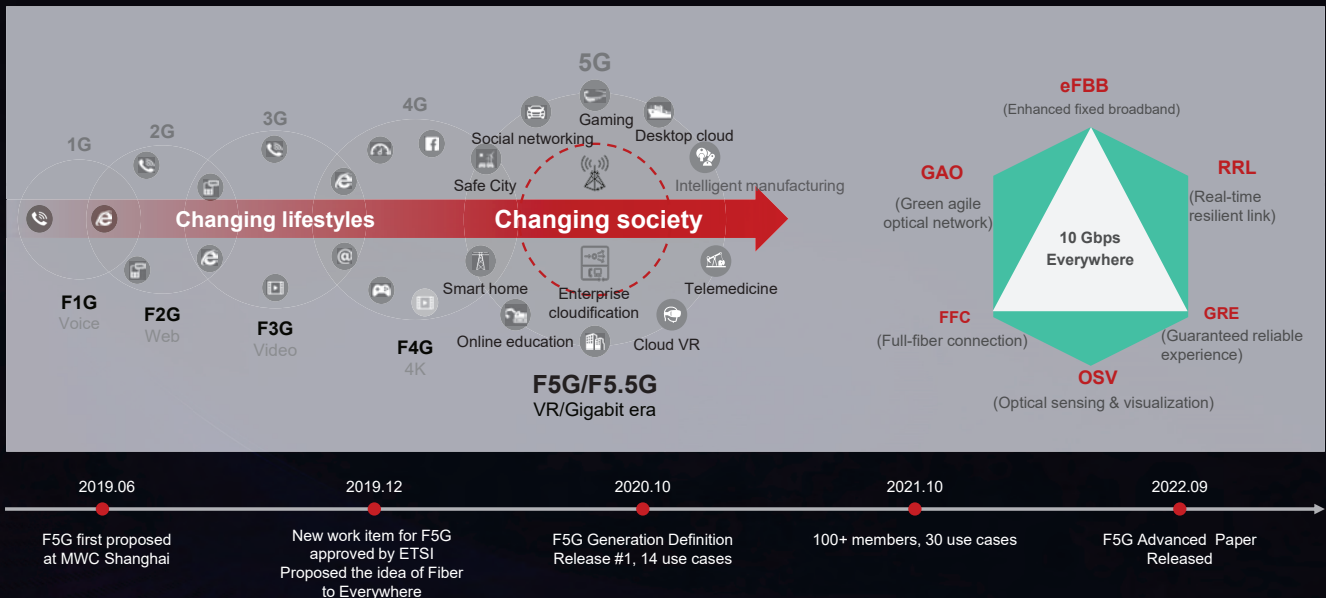 1G
2G
3G
4G
5G
Social networking
Gaming
Desktop cloud
Safe City
Intelligent manufacturing
Changing lifestyles
Changing society
Smart home
Enterprise
cloudification
Telemedicine
Online education
Cloud VR
F1G
Voice
F2G
Web
F3G
Video
F4G
4K
F5G/F5.5G
VR/Gigabit era
eFBB
(Enhanced fixed broadband)
GAO
(Green agile
optical network)
RRL
(Real-time
resilient link)
10 Gbps
Everywhere
FFC
(Full-fiber connection)
GRE
(Guaranteed reliable
experience)
OSV
(Optical sensing & visualization)
2019.06
F5G first proposed
at MWC Shanghai
2019.12
New work item for F5G
approved by ETSI
Proposed the idea of Fiber
to Everywhere
2020.10
F5G Generation Definition
Release #1, 14 use cases
2021.10
100+ members, 30 use cases
2022.09
F5G Advanced Paper
Released